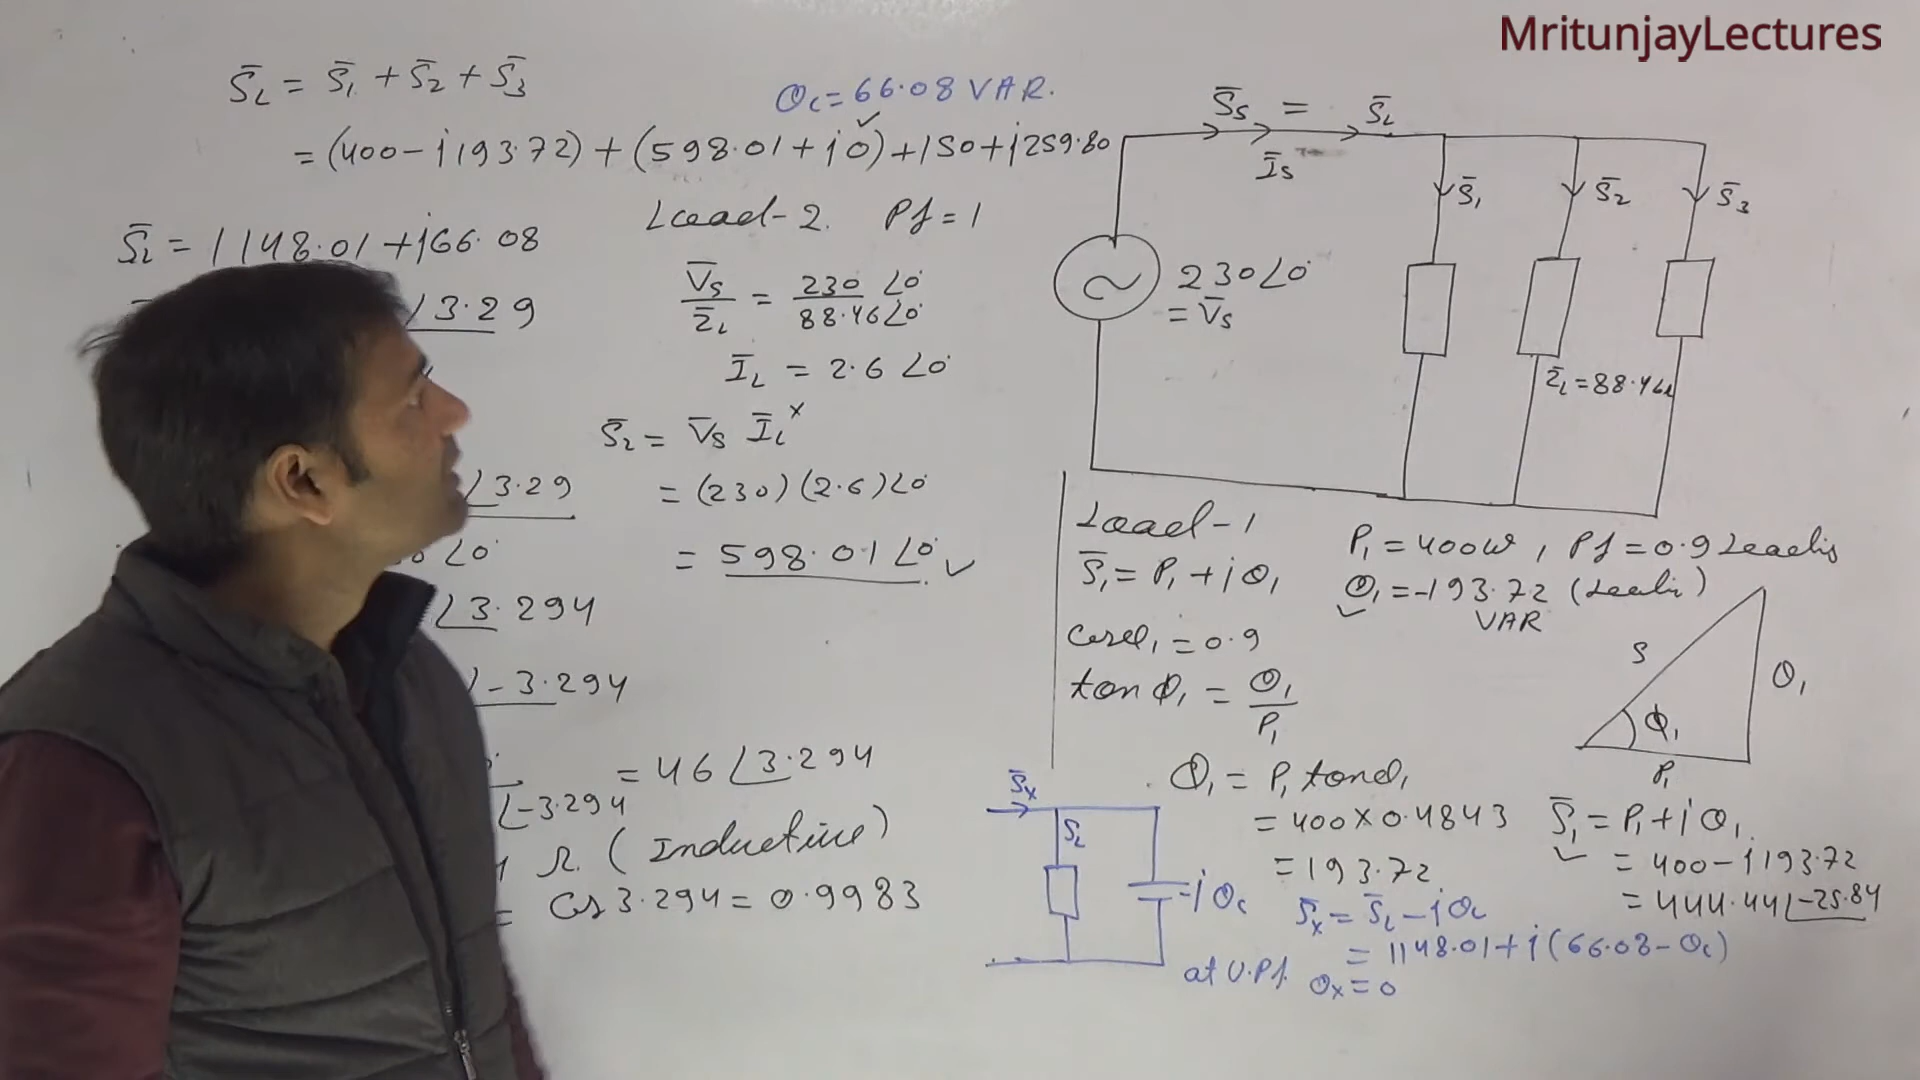 MritunjayLectures
S̄L = S̄1 + S̄2 + S̄3
= (400 - j193.72) + (598.01 + j0) + 150 + j259.80
QC = 66.08 VAR.
S̄L = 1148.01 + j66.08
∠3.29
∠3.29
∠0°
∠3.294
∠-3.294
∠-3.294
= 46 ∠3.294
Ω. (Inductive)
= Cos 3.294 = 0.9983
Load-2. Pf = 1
V̄S / Z̄L = 230 ∠0° / 88.46 ∠0°
ĪL = 2.6 ∠0°
S̄2 = V̄S ĪL*
= (230)(2.6) ∠0°
= 598.01 ∠0° ✓
S̄S = S̄L
ĪS
S̄1
S̄2
S̄3
230∠0°
= V̄S
Z̄L = 88.46Ω
Load-1
S̄1 = P1 + jQ1
cosφ1 = 0.9
tanφ1 = Q1 / P1
P1 = 400W, Pf = 0.9 Leading
Q1 = -193.72 (Leading)
VAR
S
Q1
φ1
P1
Q1 = P1 tanφ1
= 400 × 0.4843
= 193.72
S̄1 = P1 + jQ1.
= 400 - j193.72
= 444.44 ∠-25.84
S̄x
S̄L
-jQC
S̄x = S̄L - jQC
= 1148.01 + j(66.08 - QC)
at U.Pf. Qx = 0